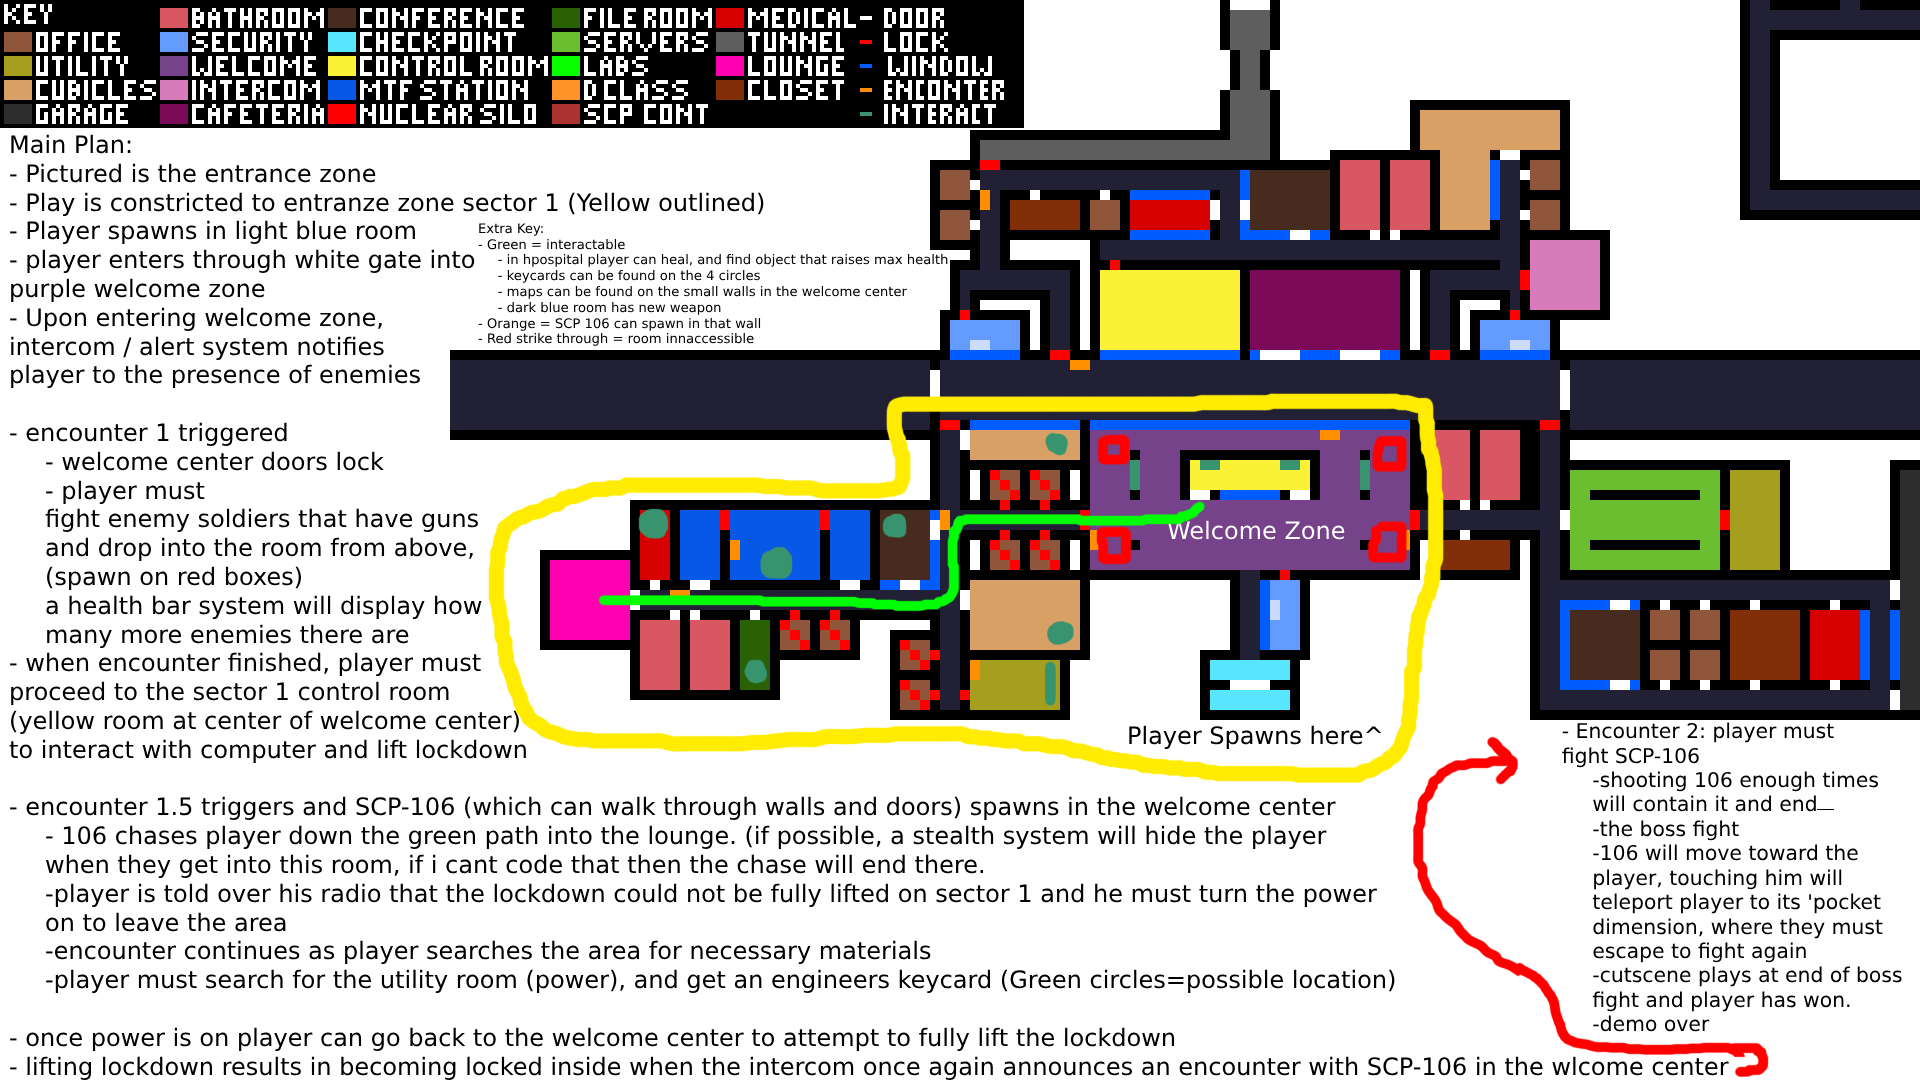 KEY
BATHROOM CONFERENCE FILE ROOM MEDICAL DOOR
OFFICE SECURITY CHECKPOINT SERVERS TUNNEL LOCK
UTILITY WELCOME CONTROL ROOM LABS LOUNGE WINDOW
CUBICLES INTERCOM MTF STATION D CLASS CLOSET ENCONTER
GARAGE CAFETERIA NUCLEAR SILO SCP CONT INTERACT
Main Plan:
- Pictured is the entrance zone
- Play is constricted to entranze zone sector 1 (Yellow outlined)
- Player spawns in light blue room
- player enters through white gate into
purple welcome zone
- Upon entering welcome zone,
intercom / alert system notifies
player to the presence of enemies
Extra Key:
- Green = interactable
- in hpospital player can heal, and find object that raises max health
- keycards can be found on the 4 circles
- maps can be found on the small walls in the welcome center
- dark blue room has new weapon
- Orange = SCP 106 can spawn in that wall
- Red strike through = room innaccessible
- encounter 1 triggered
- welcome center doors lock
- player must
fight enemy soldiers that have guns
and drop into the room from above,
(spawn on red boxes)
a health bar system will display how
many more enemies there are
- when encounter finished, player must
proceed to the sector 1 control room
(yellow room at center of welcome center)
to interact with computer and lift lockdown
Welcome Zone
Player Spawns here^
- encounter 1.5 triggers and SCP-106 (which can walk through walls and doors) spawns in the welcome center
- 106 chases player down the green path into the lounge. (if possible, a stealth system will hide the player
when they get into this room, if i cant code that then the chase will end there.
-player is told over his radio that the lockdown could not be fully lifted on sector 1 and he must turn the power
on to leave the area
-encounter continues as player searches the area for necessary materials
-player must search for the utility room (power), and get an engineers keycard (Green circles=possible location)
- once power is on player can go back to the welcome center to attempt to fully lift the lockdown
- lifting lockdown results in becoming locked inside when the intercom once again announces an encounter with SCP-106 in the wlcome center
- Encounter 2: player must
fight SCP-106
-shooting 106 enough times
will contain it and end
-the boss fight
-106 will move toward the
player, touching him will
teleport player to its 'pocket
dimension, where they must
escape to fight again
-cutscene plays at end of boss
fight and player has won.
-demo over